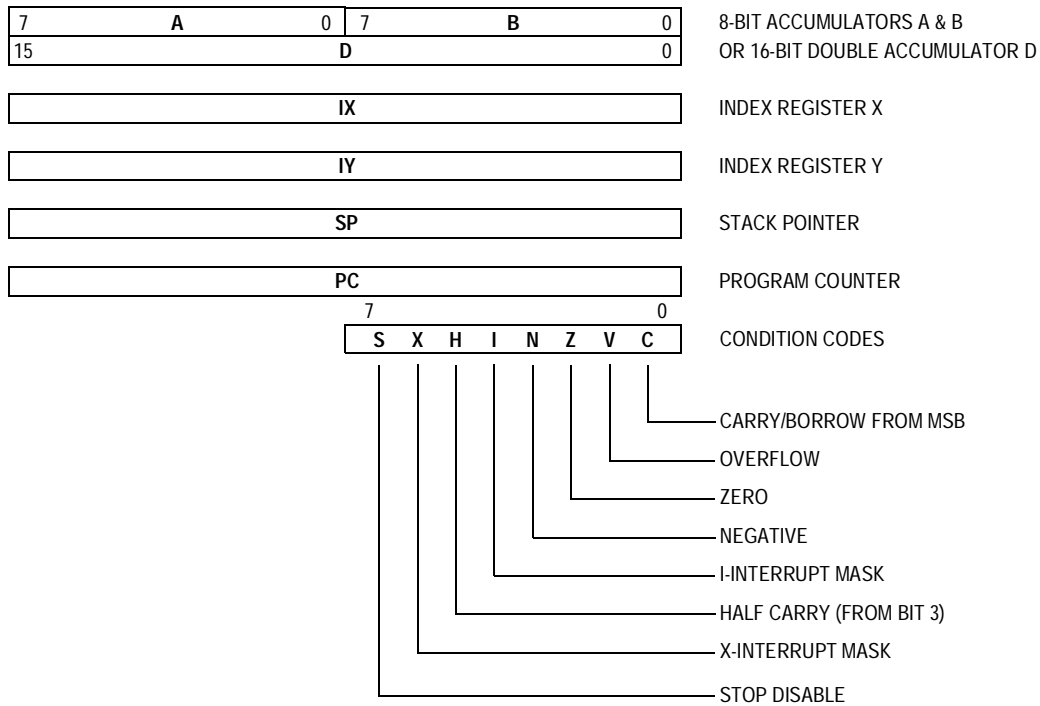 7 A 0 7 B 0 8-BIT ACCUMULATORS A & B
15 D 0 OR 16-BIT DOUBLE ACCUMULATOR D
IX INDEX REGISTER X
IY INDEX REGISTER Y
SP STACK POINTER
PC PROGRAM COUNTER
7 0
S X H I N Z V C CONDITION CODES
CARRY/BORROW FROM MSB
OVERFLOW
ZERO
NEGATIVE
I-INTERRUPT MASK
HALF CARRY (FROM BIT 3)
X-INTERRUPT MASK
STOP DISABLE